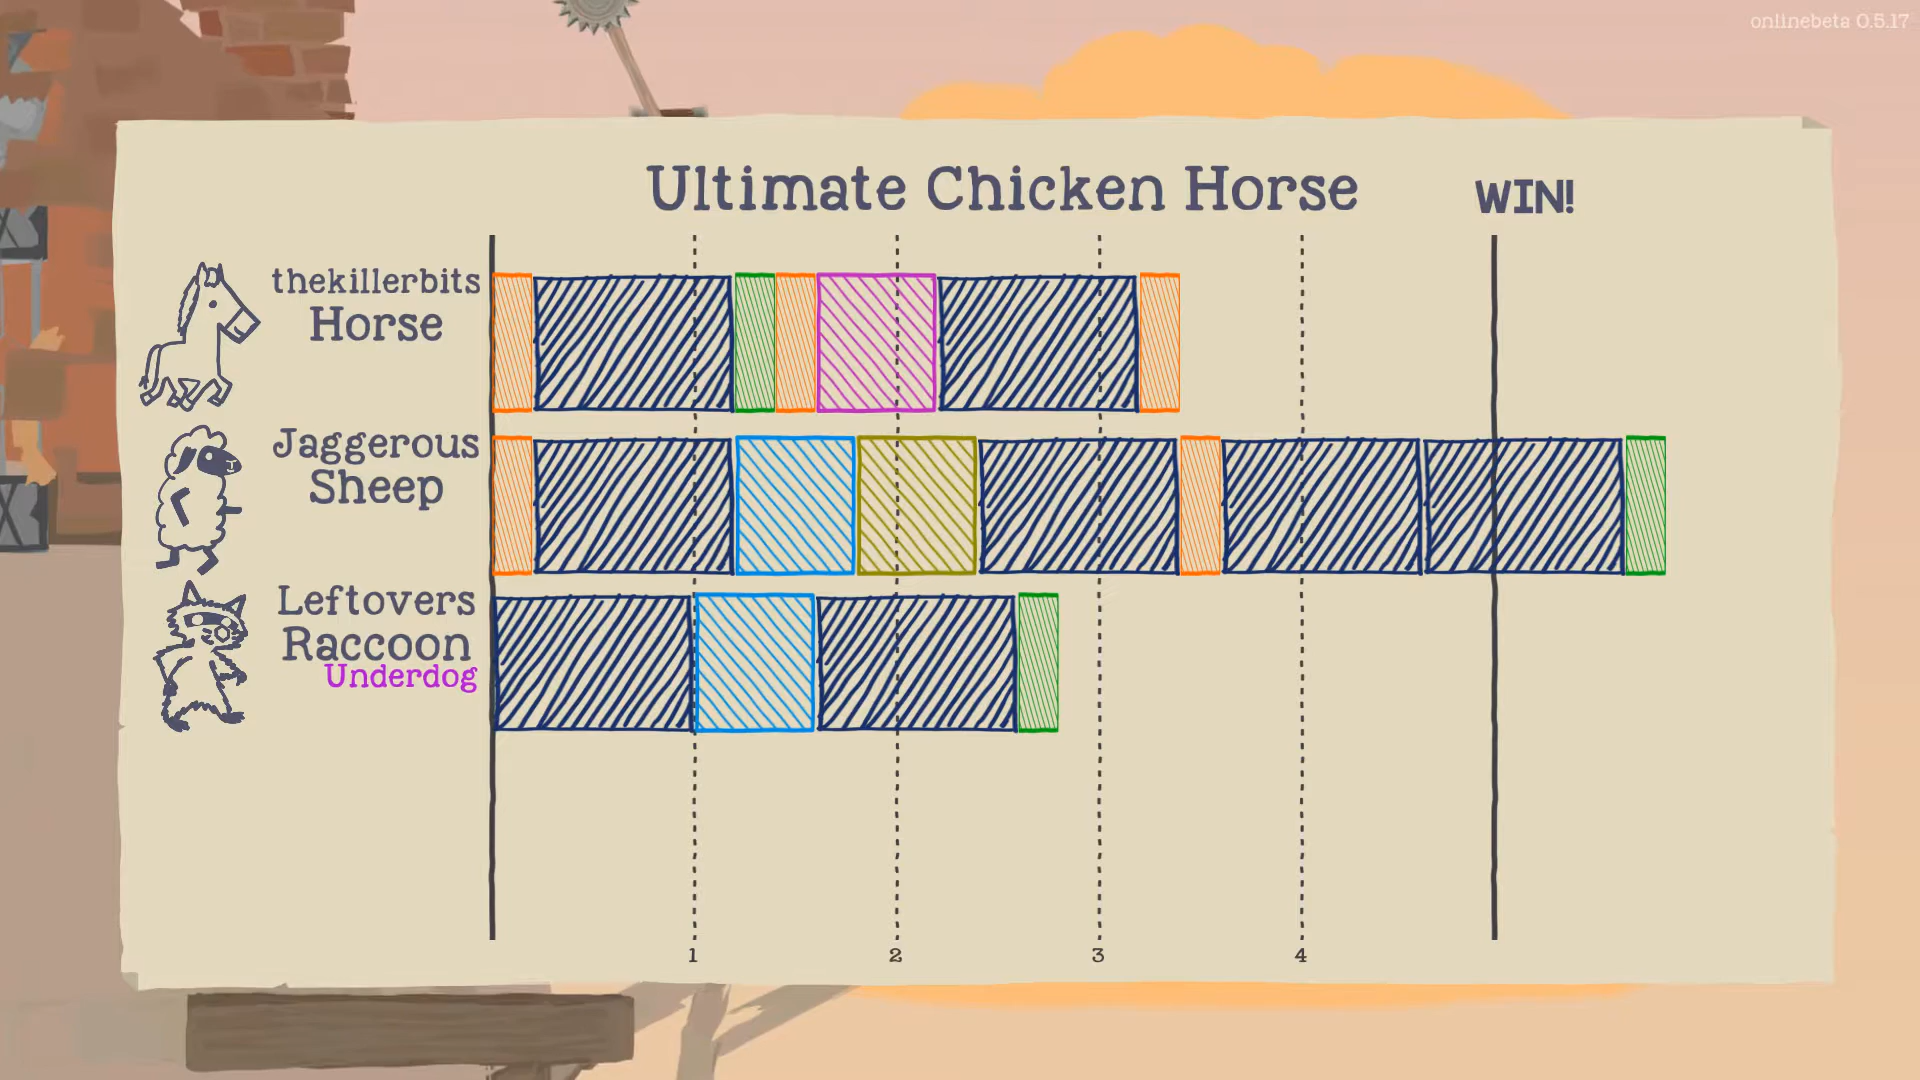 onlinebeta 0.5.17
Ultimate Chicken Horse
WIN!
thekillerbits
Horse
Jaggerous
Sheep
Leftovers
Raccoon
Underdog
1 2 3 4